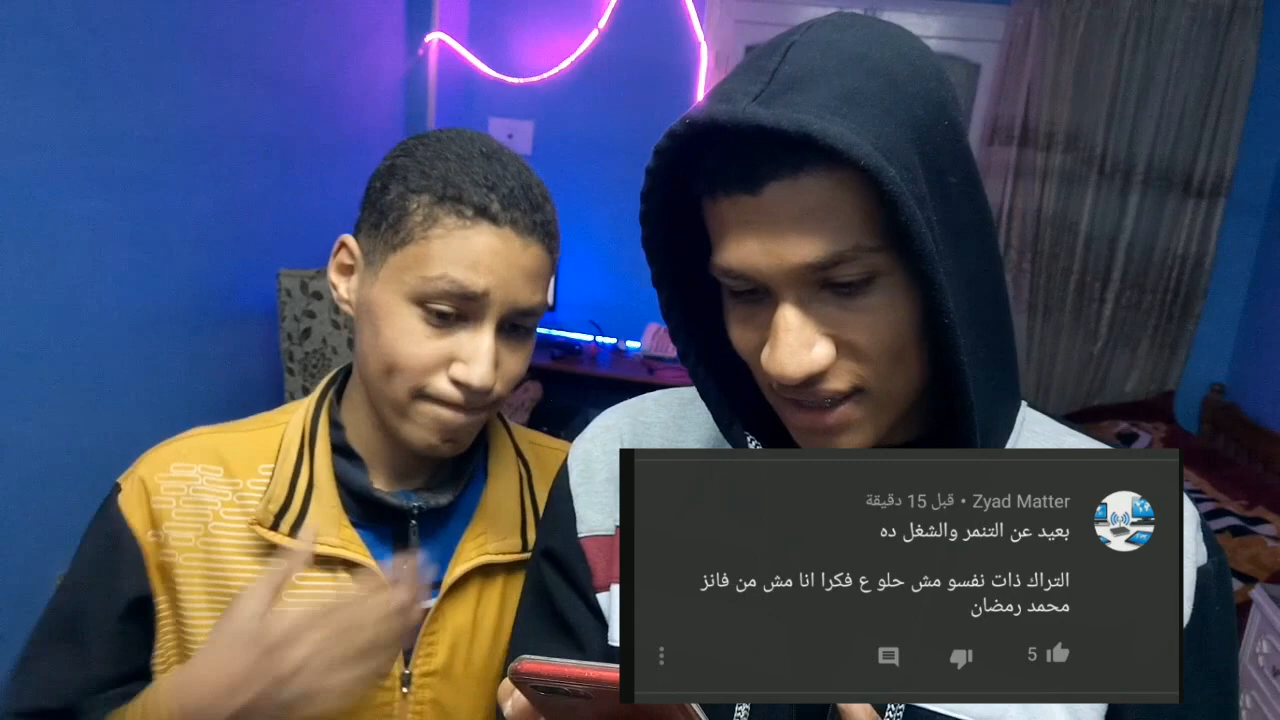 Zyad Matter • قبل 15 دقيقة
بعيد عن التنمر والشغل ده
التراك ذات نفسو مش حلو ع فكرا انا مش من فانز
محمد رمضان
5